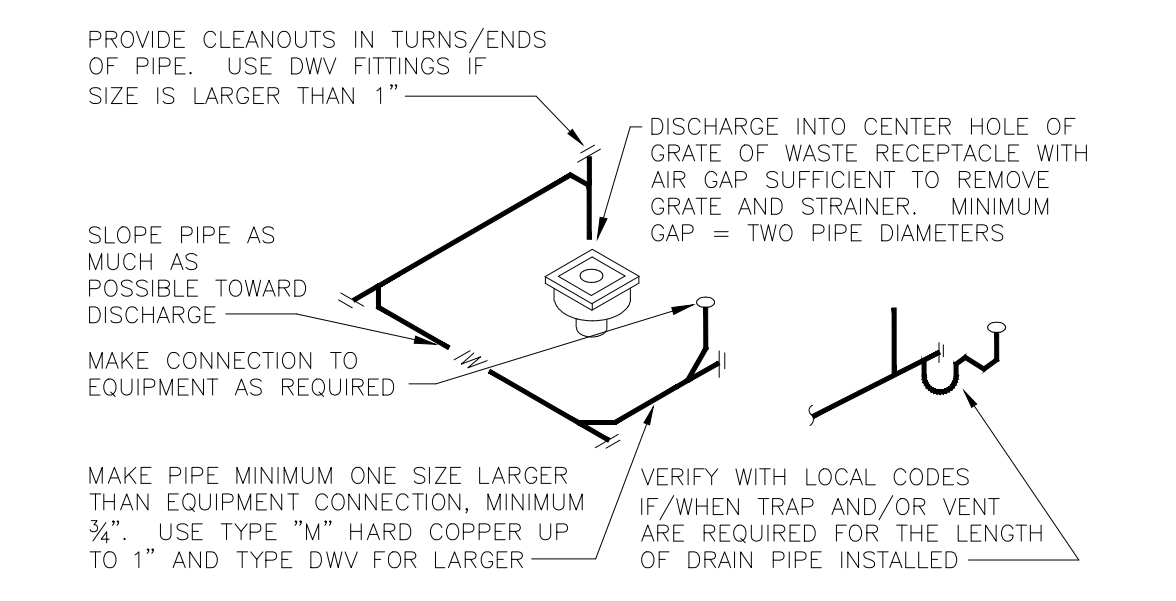 PROVIDE CLEANOUTS IN TURNS/ENDS
OF PIPE. USE DWV FITTINGS IF
SIZE IS LARGER THAN 1"
DISCHARGE INTO CENTER HOLE OF
GRATE OF WASTE RECEPTACLE WITH
AIR GAP SUFFICIENT TO REMOVE
GRATE AND STRAINER. MINIMUM
GAP = TWO PIPE DIAMETERS
SLOPE PIPE AS
MUCH AS
POSSIBLE TOWARD
DISCHARGE
MAKE CONNECTION TO
EQUIPMENT AS REQUIRED
MAKE PIPE MINIMUM ONE SIZE LARGER
THAN EQUIPMENT CONNECTION, MINIMUM
¾". USE TYPE "M" HARD COPPER UP
TO 1" AND TYPE DWV FOR LARGER
VERIFY WITH LOCAL CODES
IF/WHEN TRAP AND/OR VENT
ARE REQUIRED FOR THE LENGTH
OF DRAIN PIPE INSTALLED